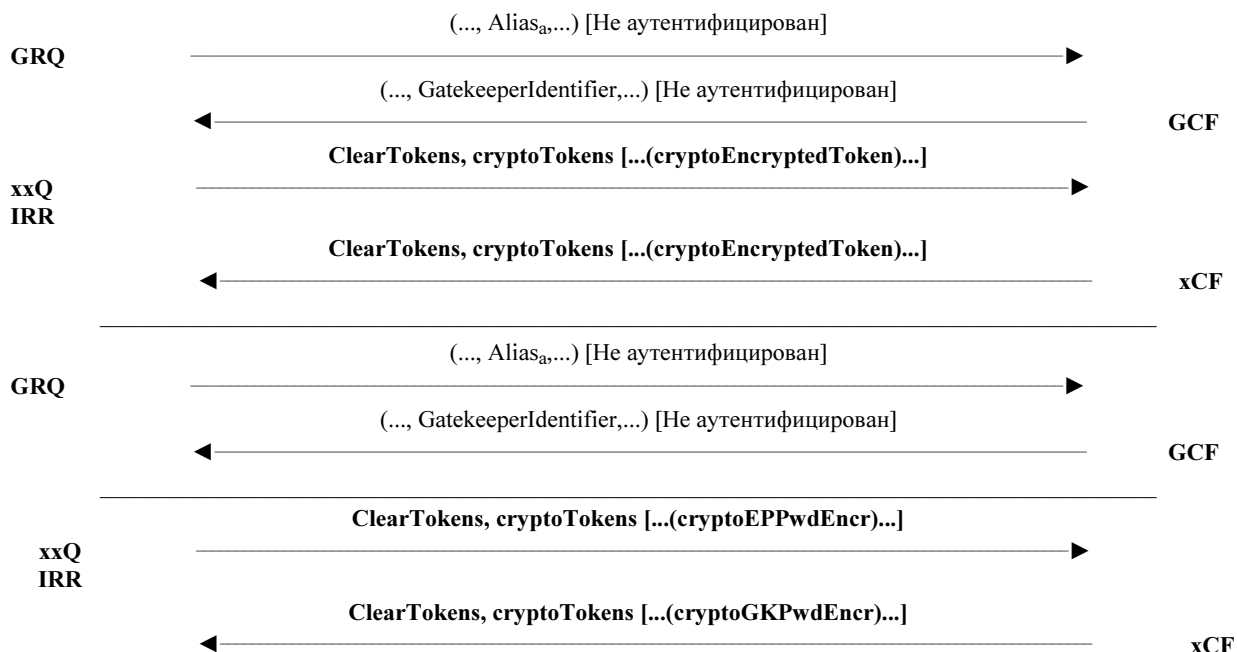 (..., Aliasa,...) [Не аутентифицирован]
GRQ
(..., GatekeeperIdentifier,...) [Не аутентифицирован]
GCF
ClearTokens, cryptoTokens [...(cryptoEncryptedToken)...]
xxQ
IRR
ClearTokens, cryptoTokens [...(cryptoEncryptedToken)...]
xCF
(..., Aliasa,...) [Не аутентифицирован]
GRQ
(..., GatekeeperIdentifier,...) [Не аутентифицирован]
GCF
ClearTokens, cryptoTokens [...(cryptoEPPwdEncr)...]
xxQ
IRR
ClearTokens, cryptoTokens [...(cryptoGKPwdEncr)...]
xCF